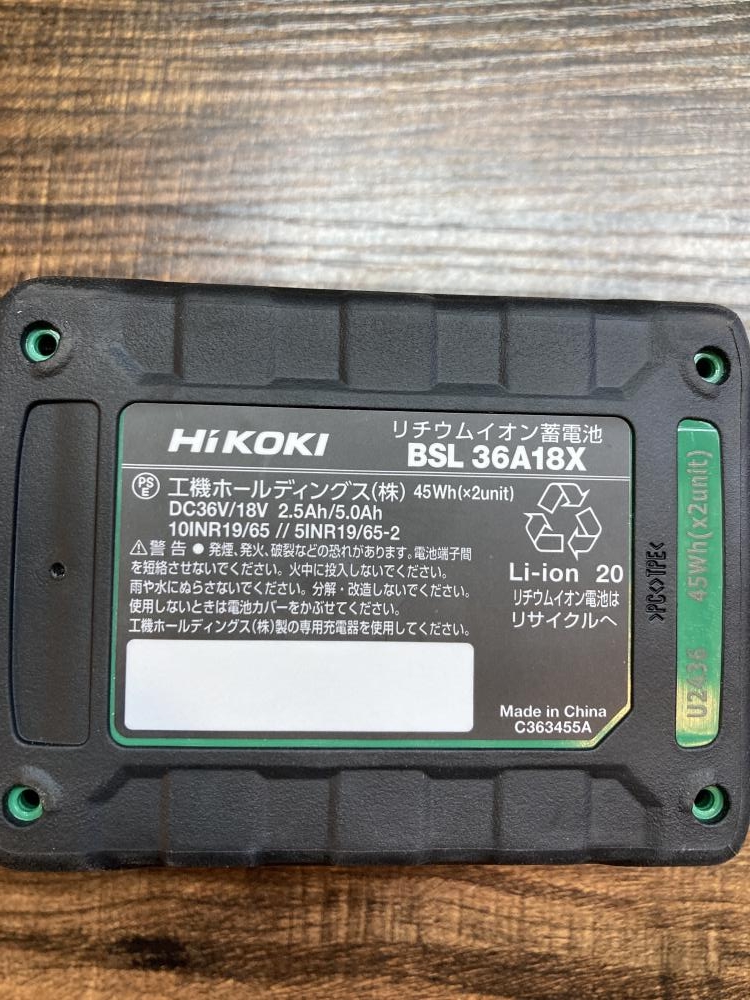 HiKOKI
リチウムイオン蓄電池
BSL 36A18X
PS
E
工機ホールディングス(株) 45Wh(×2unit)
DC36V/18V 2.5Ah/5.0Ah
10INR19/65 // 5INR19/65-2
⚠警告 ● 発煙、発火、破裂などの恐れがあります。電池端子間
を短絡させないでください。火中に投入しないでください。
雨や水にぬらさないでください。分解・改造しないでください。
使用しないときは電池カバーをかぶせてください。
工機ホールディングス(株)製の専用充電器を使用してください。
Li-ion 20
リチウムイオン電池は
リサイクルへ
Made in China
C363455A
>PC<>TPE<
U2436 45Wh(x2unit)